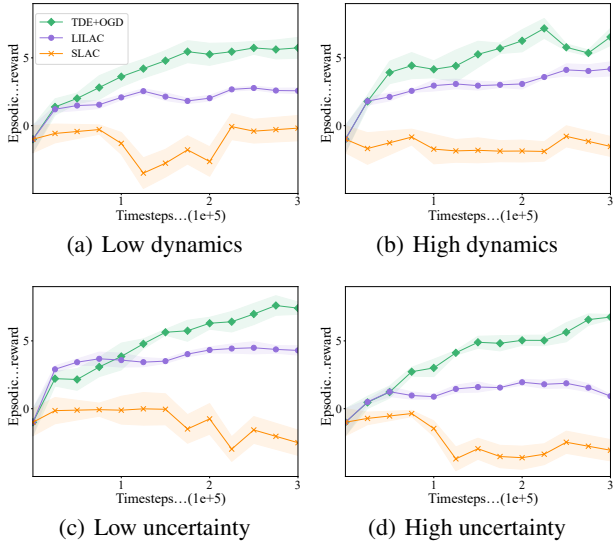 TDE+OGD
LILAC
SLAC
Epsodic...reward
5
0
1
2
3
Timesteps...(1e+5)
(a) Low dynamics
Epsodic...reward
5
0
1
2
3
Timesteps...(1e+5)
(b) High dynamics
Epsodic...reward
5
0
1
2
3
Timesteps...(1e+5)
(c) Low uncertainty
Epsodic...reward
5
0
1
2
3
Timesteps...(1e+5)
(d) High uncertainty